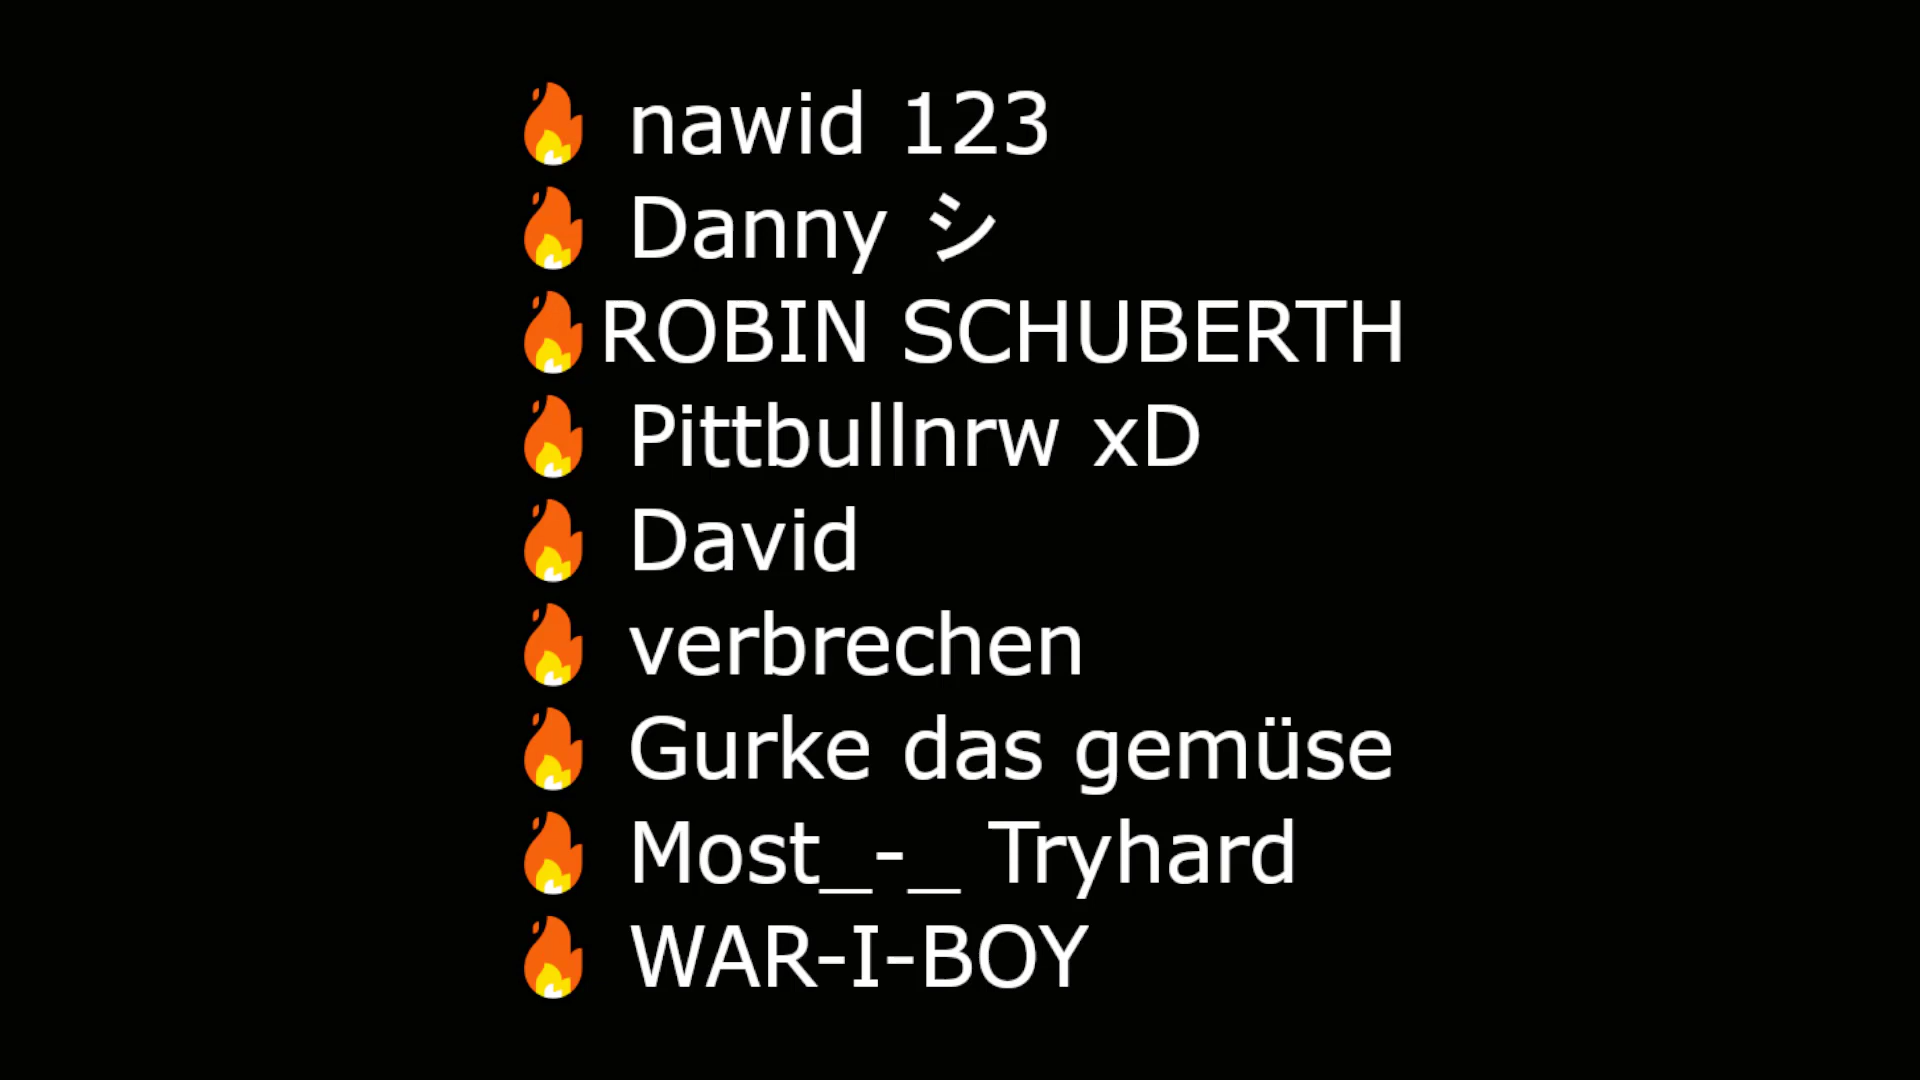 🔥 nawid 123
🔥 Danny シ
🔥ROBIN SCHUBERTH
🔥 Pittbullnrw xD
🔥 David
🔥 verbrechen
🔥 Gurke das gemüse
🔥 Most_-_ Tryhard
🔥 WAR-I-BOY